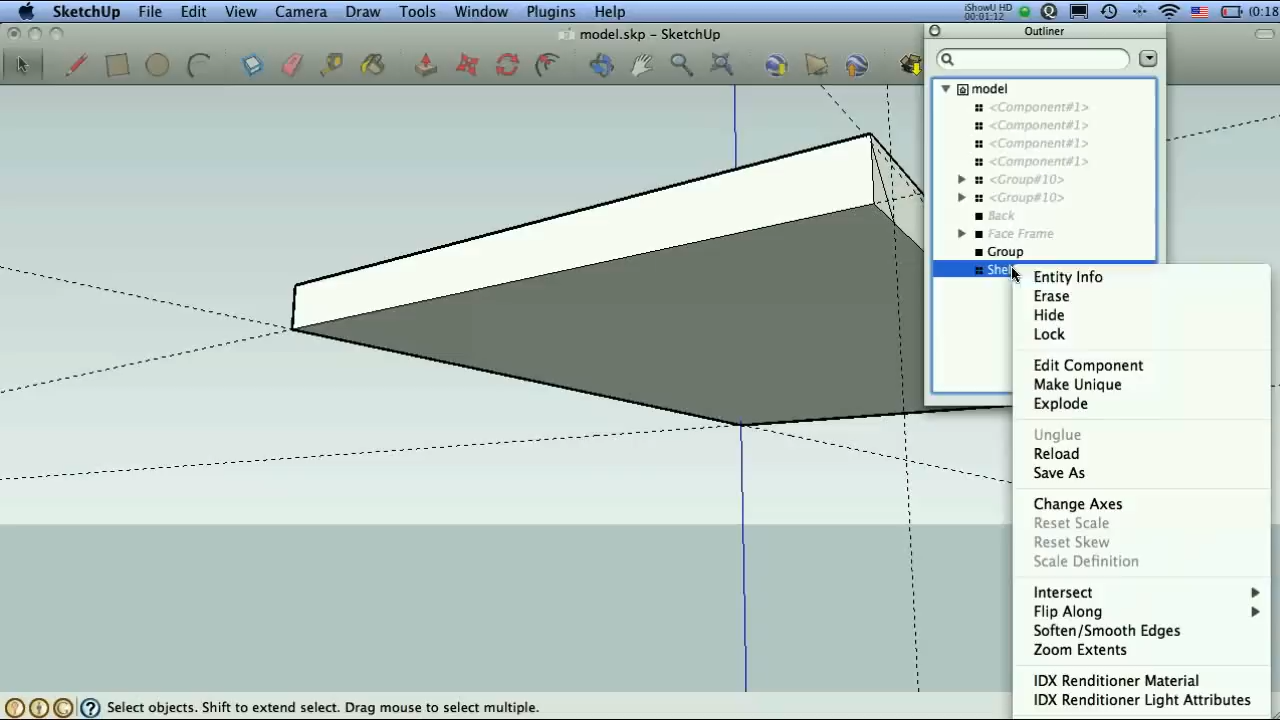 SketchUp File Edit View Camera Draw Tools Window Plugins Help
iShowU HD
00:01:12
(0:18
model.skp – SketchUp
Outliner
model
<Component#1>
<Component#1>
<Component#1>
<Component#1>
<Group#10>
<Group#10>
Back
Face Frame
Group
Entity Info
Erase
Hide
Lock
Edit Component
Make Unique
Explode
Unglue
Reload
Save As
Change Axes
Reset Scale
Reset Skew
Scale Definition
Intersect
Flip Along
Soften/Smooth Edges
Zoom Extents
IDX Renditioner Material
IDX Renditioner Light Attributes
Select objects. Shift to extend select. Drag mouse to select multiple.